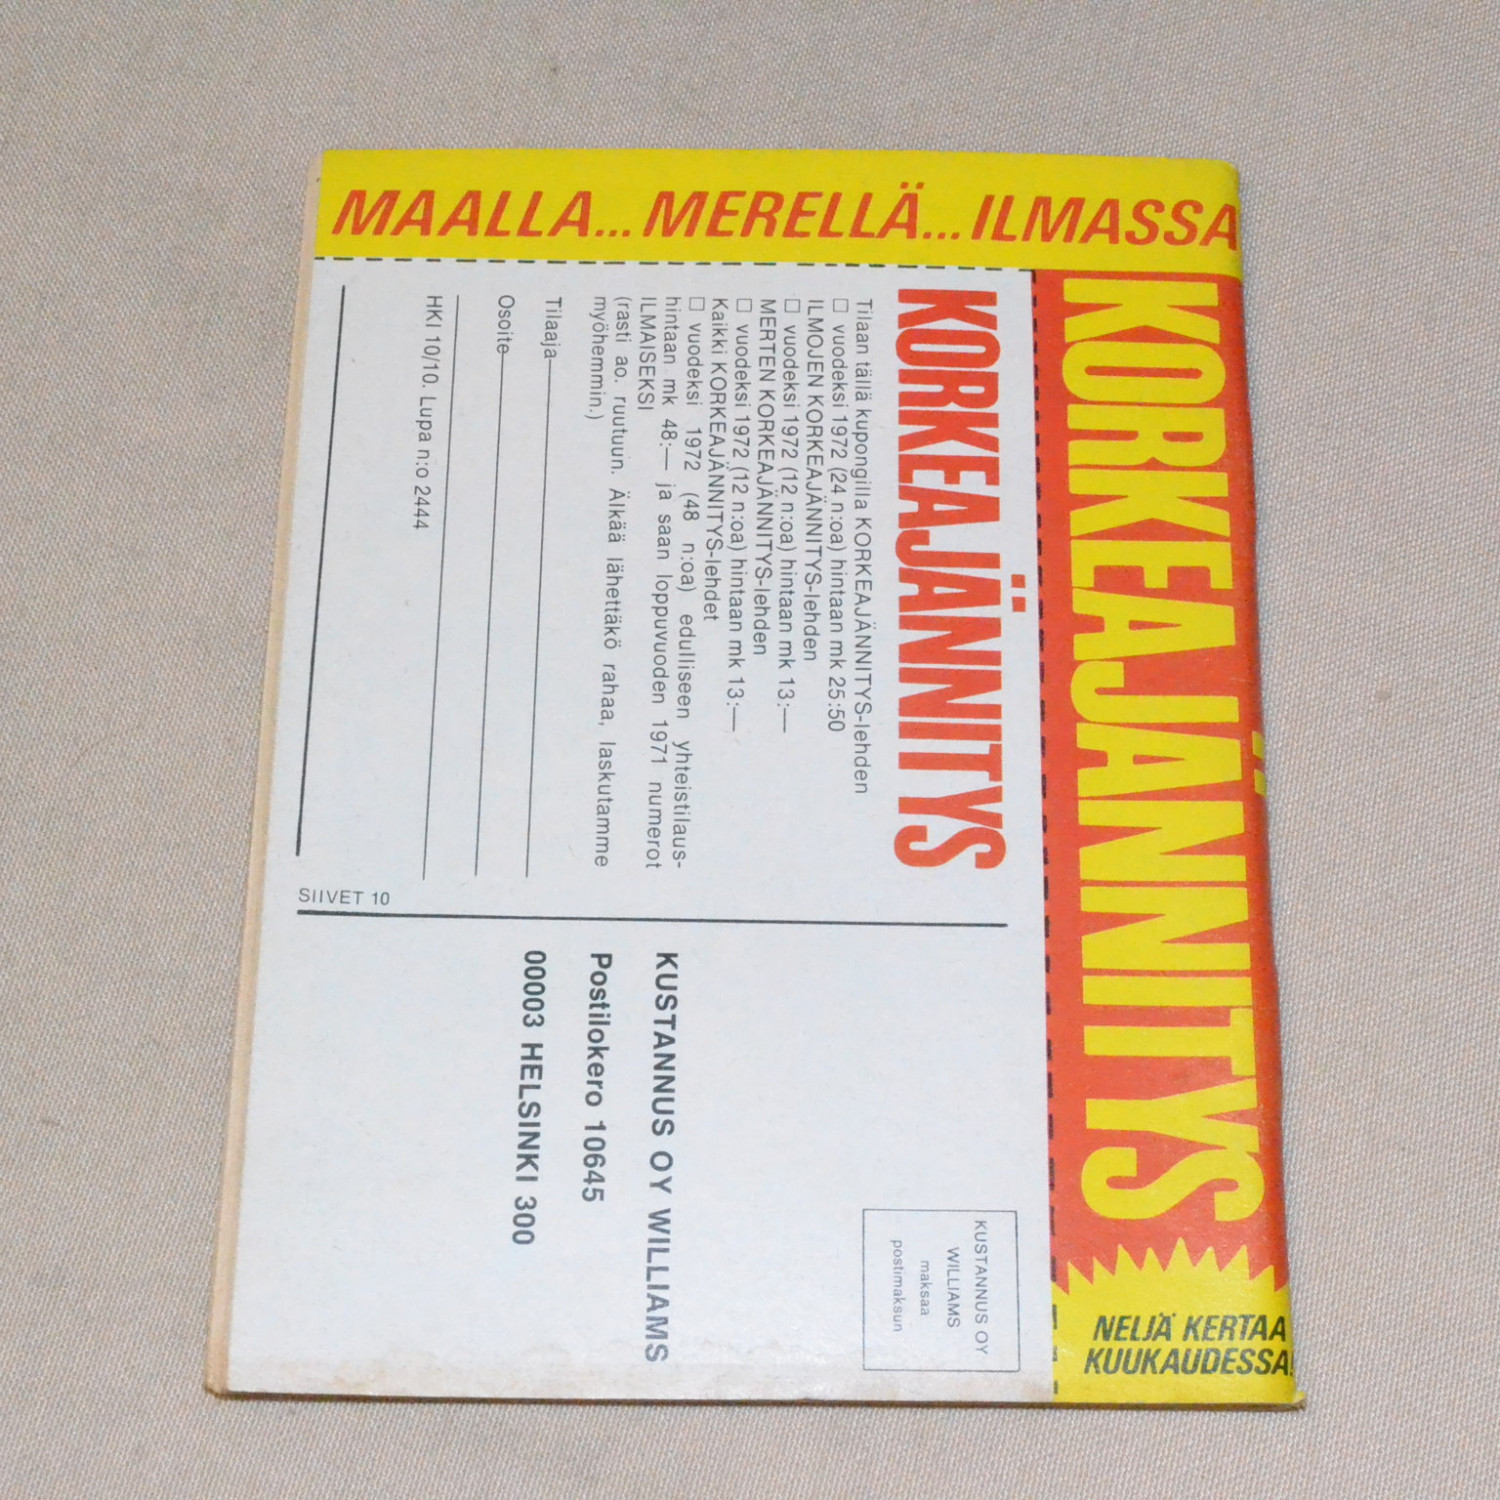 MAALLA... MERELLÄ... ILMASSA
KORKEAJÄNNITYS
NELJÄ KERTAA
KUUKAUDESSA!
KORKEAJÄNNITYS
Tilaan tällä kupongilla KORKEAJÄNNITYS-lehden
☐ vuodeksi 1972 (24 n:oa) hintaan mk 25:50
ILMOJEN KORKEAJÄNNITYS-lehden
☐ vuodeksi 1972 (12 n:oa) hintaan mk 13:—
MERTEN KORKEAJÄNNITYS-lehden
☐ vuodeksi 1972 (12 n:oa) hintaan mk 13:—
Kaikki KORKEAJÄNNITYS-lehdet
☐ vuodeksi 1972 (48 n:oa) edulliseen yhteistilaus-
hintaan mk 48:— ja saan loppuvuoden 1971 numerot
ILMAISEKSI
(rasti ao. ruutuun. Älkää lähettäkö rahaa, laskutamme
myöhemmin.)
Tilaaja
Osoite
HKI 10/10. Lupa n:o 2444
SIIVET 10
KUSTANNUS OY
WILLIAMS
maksaa
postimaksun
KUSTANNUS OY WILLIAMS
Postilokero 10645
00003 HELSINKI 300